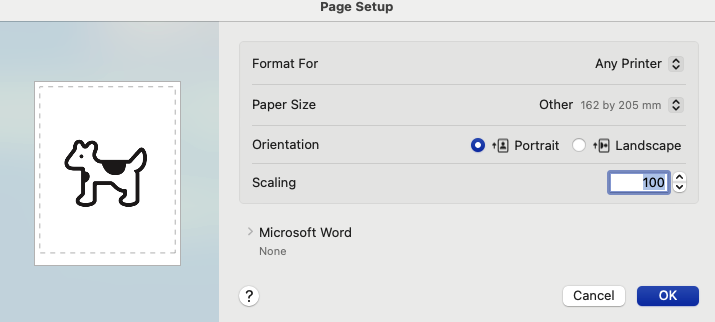 Page Setup
Format For Any Printer
Paper Size Other 162 by 205 mm
Orientation Portrait Landscape
Scaling 100
Microsoft Word
None
? Cancel OK